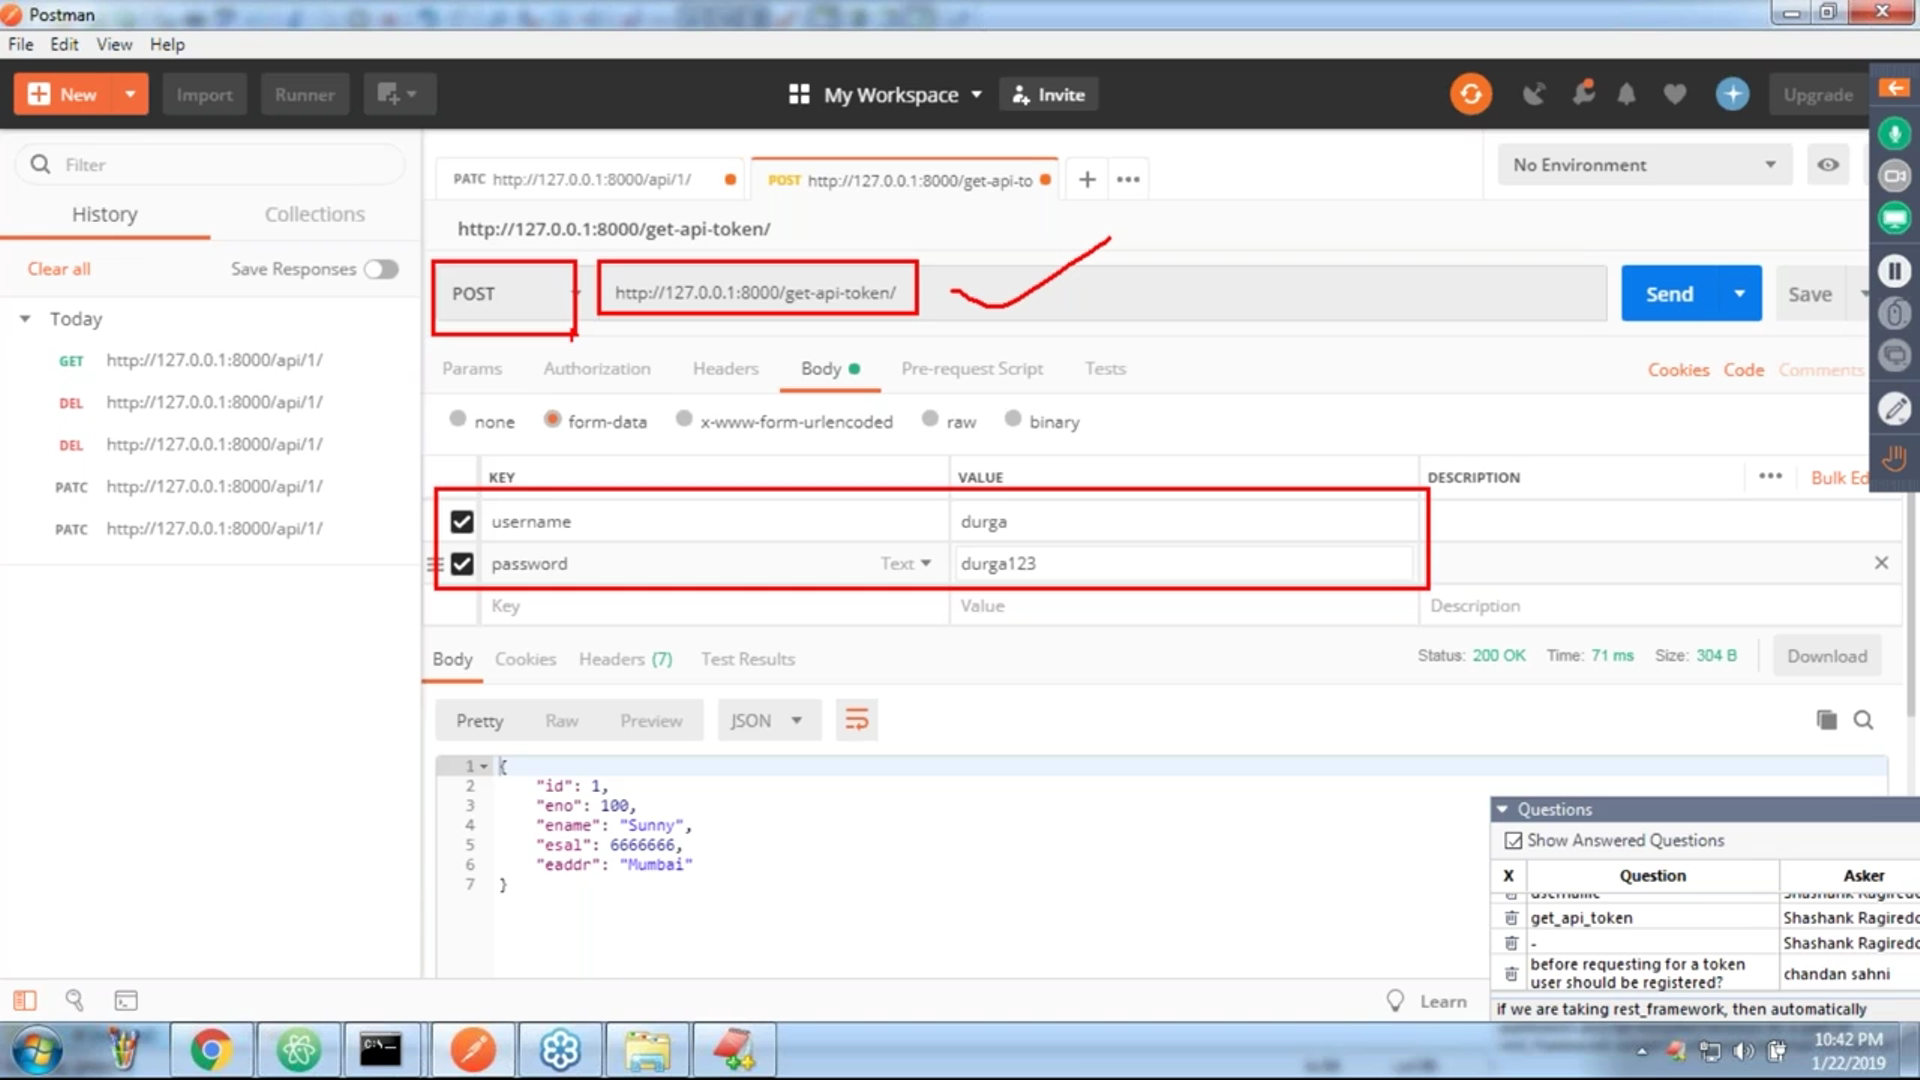 Postman
File Edit View Help
New Import Runner My Workspace Invite Upgrade
Filter
History Collections
Clear all Save Responses
Today
GET http://127.0.0.1:8000/api/1/
DEL http://127.0.0.1:8000/api/1/
DEL http://127.0.0.1:8000/api/1/
PATC http://127.0.0.1:8000/api/1/
PATC http://127.0.0.1:8000/api/1/
PATC http://127.0.0.1:8000/api/1/ POST http://127.0.0.1:8000/get-api-to No Environment
http://127.0.0.1:8000/get-api-token/
POST http://127.0.0.1:8000/get-api-token/ Send Save
Params Authorization Headers Body Pre-request Script Tests Cookies Code Comments
none form-data x-www-form-urlencoded raw binary
KEY VALUE DESCRIPTION Bulk Ed
username durga
password Text durga123
Key Value Description
Body Cookies Headers (7) Test Results Status: 200 OK Time: 71 ms Size: 304 B Download
Pretty Raw Preview JSON
1 {
2 "id": 1,
3 "eno": 100,
4 "ename": "Sunny",
5 "esal": 6666666,
6 "eaddr": "Mumbai"
7 }
Questions
Show Answered Questions
X Question Asker
get_api_token Shashank Ragiredd
- Shashank Ragiredd
before requesting for a token
user should be registered? chandan sahni
if we are taking rest_framework, then automatically
Learn
C:\_
10:42 PM
1/22/2019